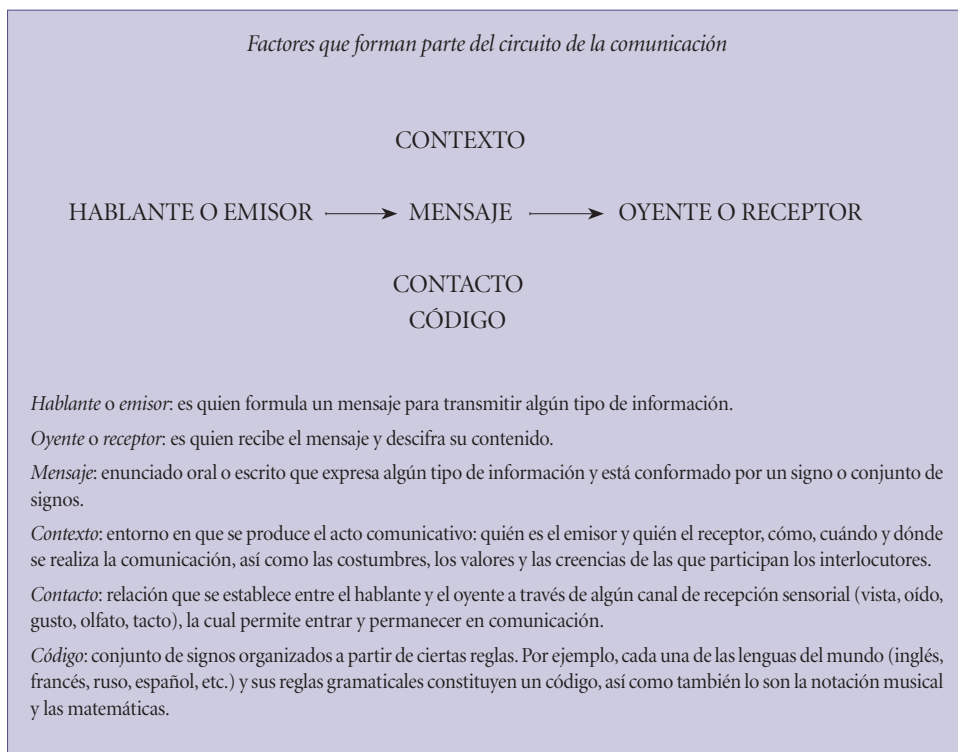 Factores que forman parte del circuito de la comunicación
CONTEXTO
HABLANTE O EMISOR → MENSAJE → OYENTE O RECEPTOR
CONTACTO
CÓDIGO
Hablante o emisor: es quien formula un mensaje para transmitir algún tipo de información.
Oyente o receptor: es quien recibe el mensaje y descifra su contenido.
Mensaje: enunciado oral o escrito que expresa algún tipo de información y está conformado por un signo o conjunto de
signos.
Contexto: entorno en que se produce el acto comunicativo: quién es el emisor y quién el receptor, cómo, cuándo y dónde
se realiza la comunicación, así como las costumbres, los valores y las creencias de las que participan los interlocutores.
Contacto: relación que se establece entre el hablante y el oyente a través de algún canal de recepción sensorial (vista, oído,
gusto, olfato, tacto), la cual permite entrar y permanecer en comunicación.
Código: conjunto de signos organizados a partir de ciertas reglas. Por ejemplo, cada una de las lenguas del mundo (inglés,
francés, ruso, español, etc.) y sus reglas gramaticales constituyen un código, así como también lo son la notación musical
y las matemáticas.